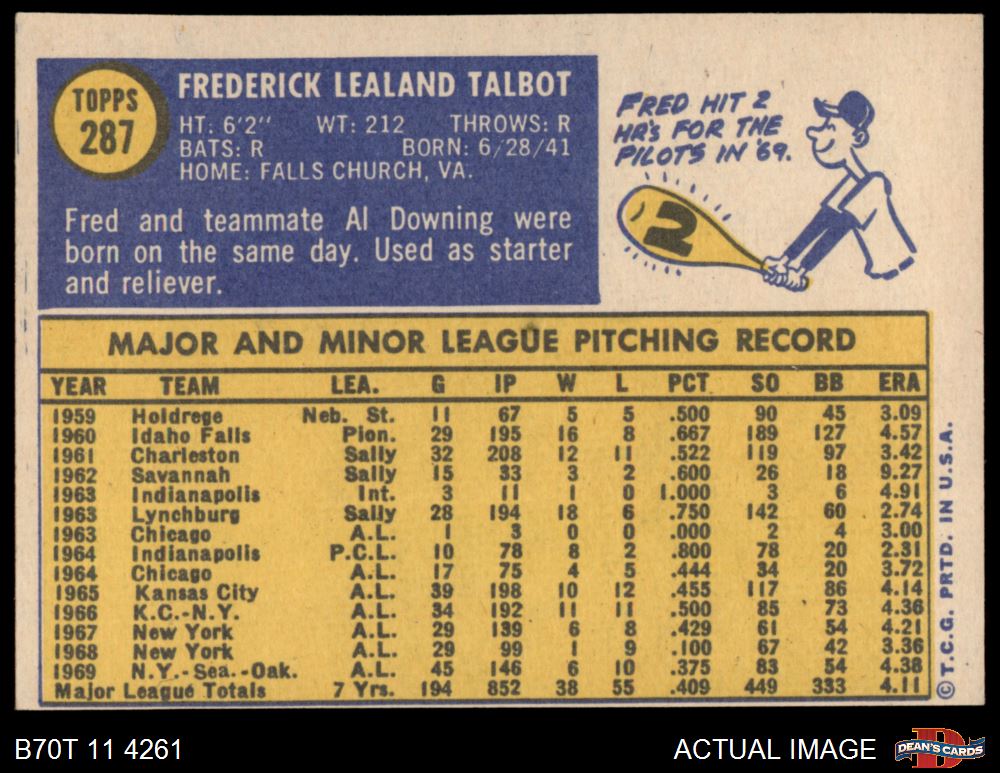 TOPPS
287
FREDERICK LEALAND TALBOT
HT: 6'2" WT: 212 THROWS: R
BATS: R BORN: 6/28/41
HOME: FALLS CHURCH, VA.
Fred and teammate Al Downing were
born on the same day. Used as starter
and reliever.
FRED HIT 2
HR's FOR THE
PILOTS IN '69.
2
MAJOR AND MINOR LEAGUE PITCHING RECORD
YEAR TEAM LEA. G IP W L PCT SO BB ERA
1959 Holdrege Neb. St. 11 67 5 5 .500 90 45 3.09
1960 Idaho Falls Pion. 29 195 16 8 .667 189 127 4.57
1961 Charleston Sally 32 208 12 11 .522 119 97 3.42
1962 Savannah Sally 15 33 3 2 .600 26 18 9.27
1963 Indianapolis Int. 3 11 1 0 1.000 3 6 4.91
1963 Lynchburg Sally 28 194 18 6 .750 142 60 2.74
1963 Chicago A.L. 1 3 0 0 .000 2 4 3.00
1964 Indianapolis P.C.L. 10 78 8 2 .800 78 20 2.31
1964 Chicago A.L. 17 75 4 5 .444 34 20 3.72
1965 Kansas City A.L. 39 198 10 12 .455 117 86 4.14
1966 K.C.-N.Y. A.L. 34 192 11 11 .500 85 73 4.36
1967 New York A.L. 29 139 6 8 .429 61 54 4.21
1968 New York A.L. 29 99 1 9 .100 67 42 3.36
1969 N.Y.-Sea.-Oak. A.L. 45 146 6 10 .375 83 54 4.38
Major League Totals 7 Yrs. 194 852 38 55 .409 449 333 4.11
© T.C.G. PRTD. IN U.S.A.
B70T 11 4261
ACTUAL IMAGE
D
DEAN'S CARDS